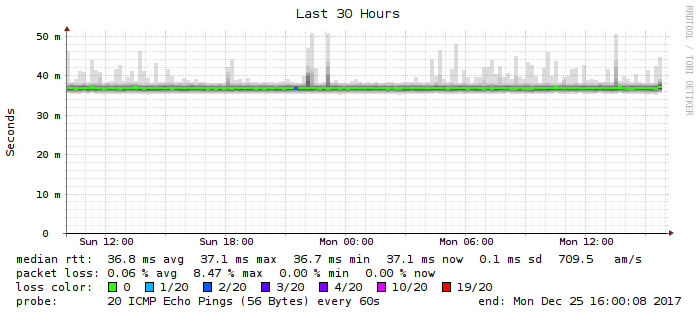 Last 30 Hours
RRDTOOL / TOBI OETIKER
Seconds
50 m
40 m
30 m
20 m
10 m
0
Sun 12:00 Sun 18:00 Mon 00:00 Mon 06:00 Mon 12:00
median rtt: 36.8 ms avg 37.1 ms max 36.7 ms min 37.1 ms now 0.1 ms sd 709.5 am/s
packet loss: 0.06 % avg 8.47 % max 0.00 % min 0.00 % now
loss color: 0 1/20 2/20 3/20 4/20 10/20 19/20
probe: 20 ICMP Echo Pings (56 Bytes) every 60s end: Mon Dec 25 16:00:08 2017